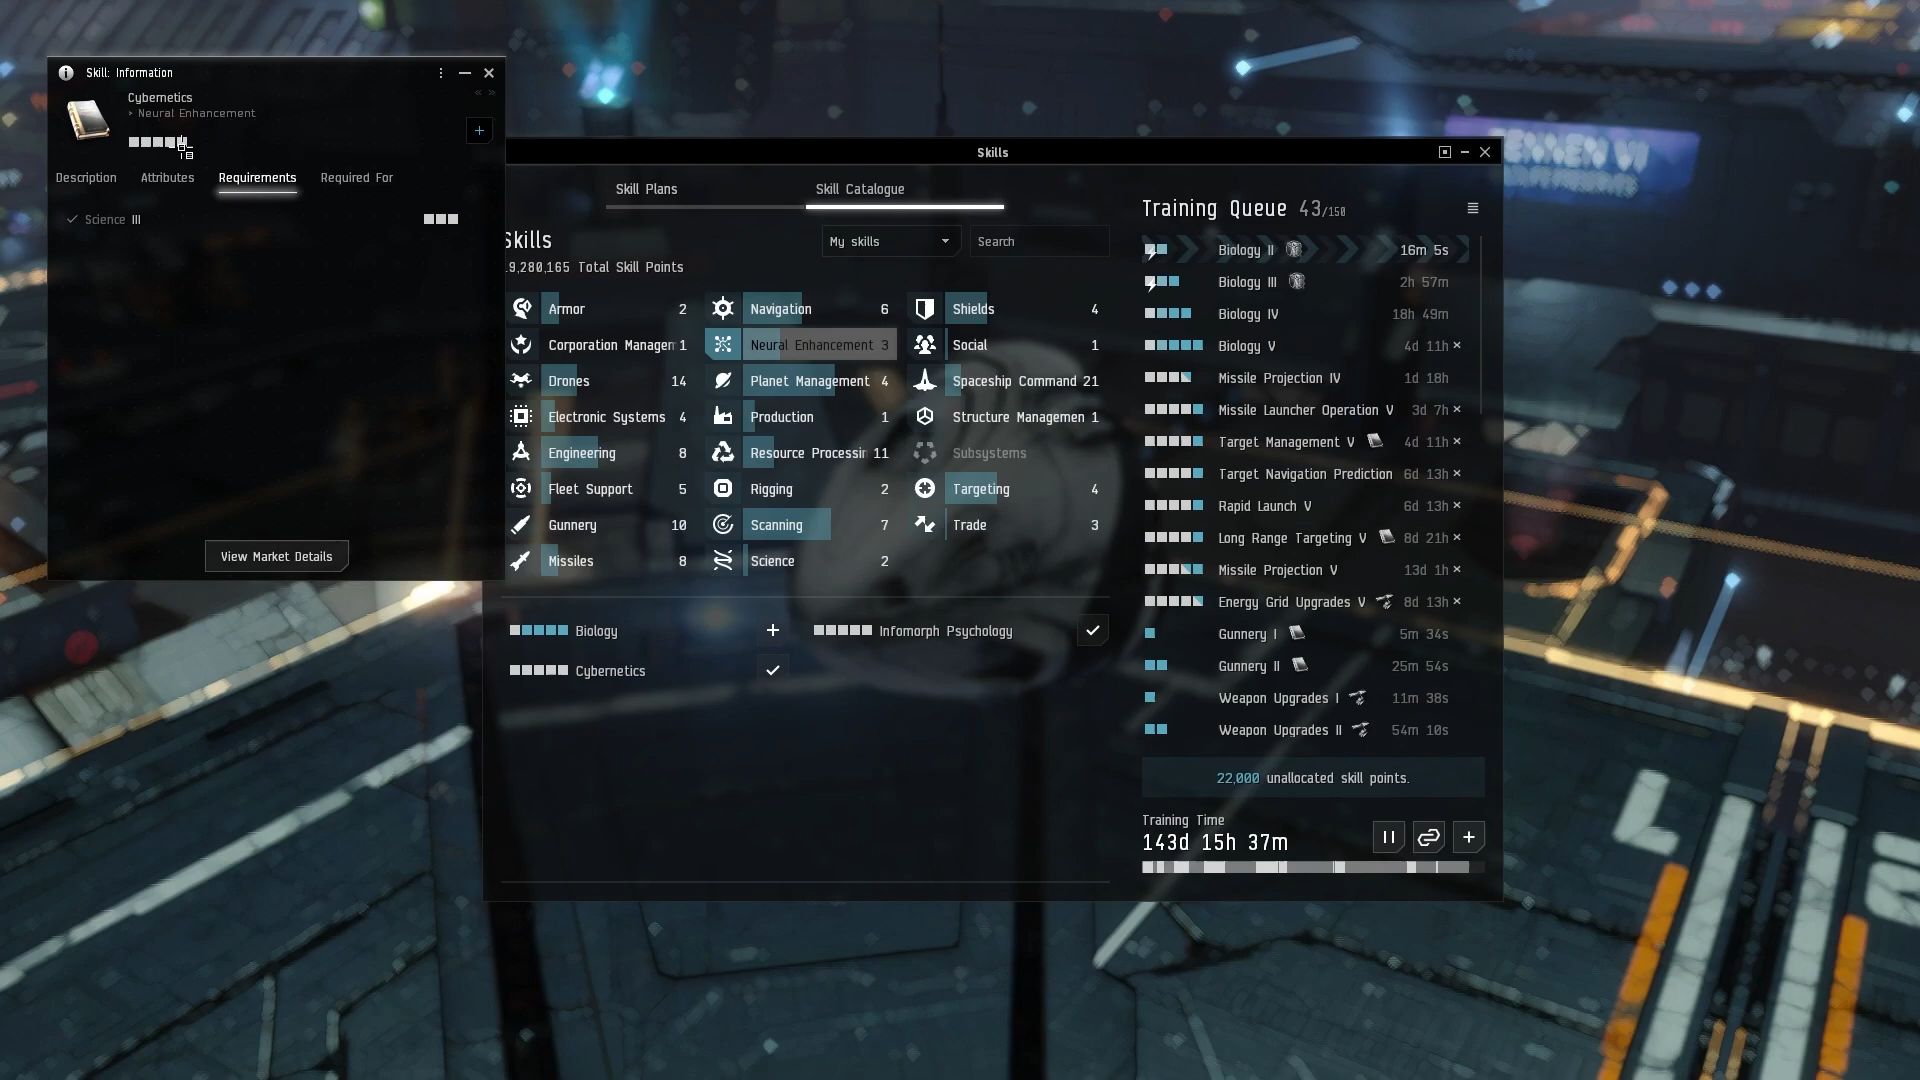 Skill: Information
Cybernetics
Neural Enhancement
Description
Attributes
Requirements
Required For
Science III
View Market Details
Skills
Skill Plans
Skill Catalogue
Skills
My skills
Search
9,280,165 Total Skill Points
Armor 2
Navigation 6
Shields 4
Corporation Manager 1
Neural Enhancement 3
Social 1
Drones 14
Planet Management 4
Spaceship Command 21
Electronic Systems 4
Production 1
Structure Managemen 1
Engineering 8
Resource Processir 11
Subsystems
Fleet Support 5
Rigging 2
Targeting 4
Gunnery 10
Scanning 7
Trade 3
Missiles 8
Science 2
Biology
Infomorph Psychology
Cybernetics
Training Queue 43/150
Biology II 16m 5s
Biology III 2h 57m
Biology IV 18h 49m
Biology V 4d 11h
Missile Projection IV 1d 18h
Missile Launcher Operation V 3d 7h
Target Management V 4d 11h
Target Navigation Prediction 6d 13h
Rapid Launch V 6d 13h
Long Range Targeting V 8d 21h
Missile Projection V 13d 1h
Energy Grid Upgrades V 8d 13h
Gunnery I 5m 34s
Gunnery II 25m 54s
Weapon Upgrades I 11m 38s
Weapon Upgrades II 54m 10s
22,000 unallocated skill points.
Training Time
143d 15h 37m